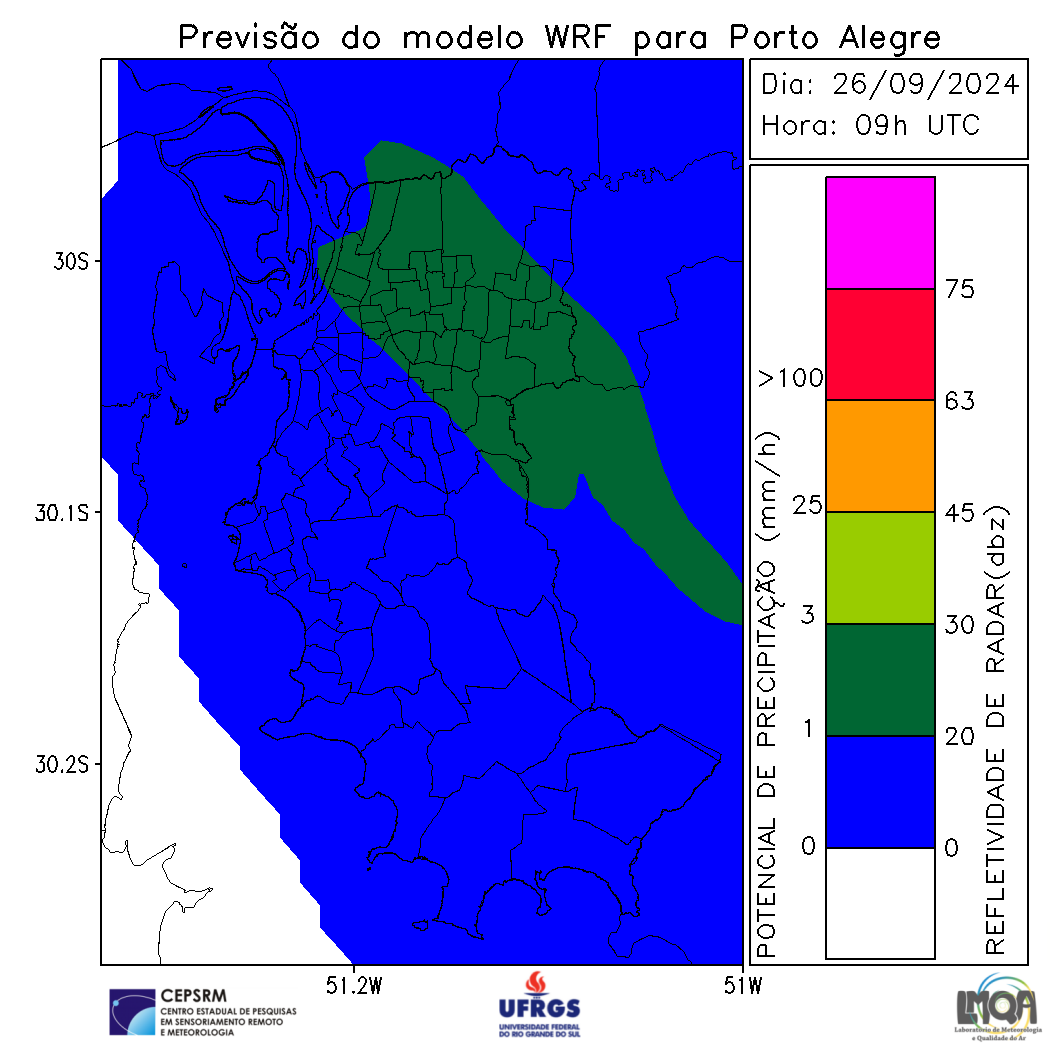 Previsão do modelo WRF para Porto Alegre
Dia: 26/09/2024
Hora: 09h UTC
30S
30.1S
30.2S
51.2W
51W
POTENCIAL DE PRECIPITAÇÃO (mm/h)
>100
25
3
1
0
75
63
45
30
20
0
REFLETIVIDADE DE RADAR(dbz)
CEPSRM
CENTRO ESTADUAL DE PESQUISAS
EM SENSORIAMENTO REMOTO
E METEOROLOGIA
UFRGS
UNIVERSIDADE FEDERAL
DO RIO GRANDE DO SUL
LMQA
Laboratório de Meteorologia
e Qualidade do Ar